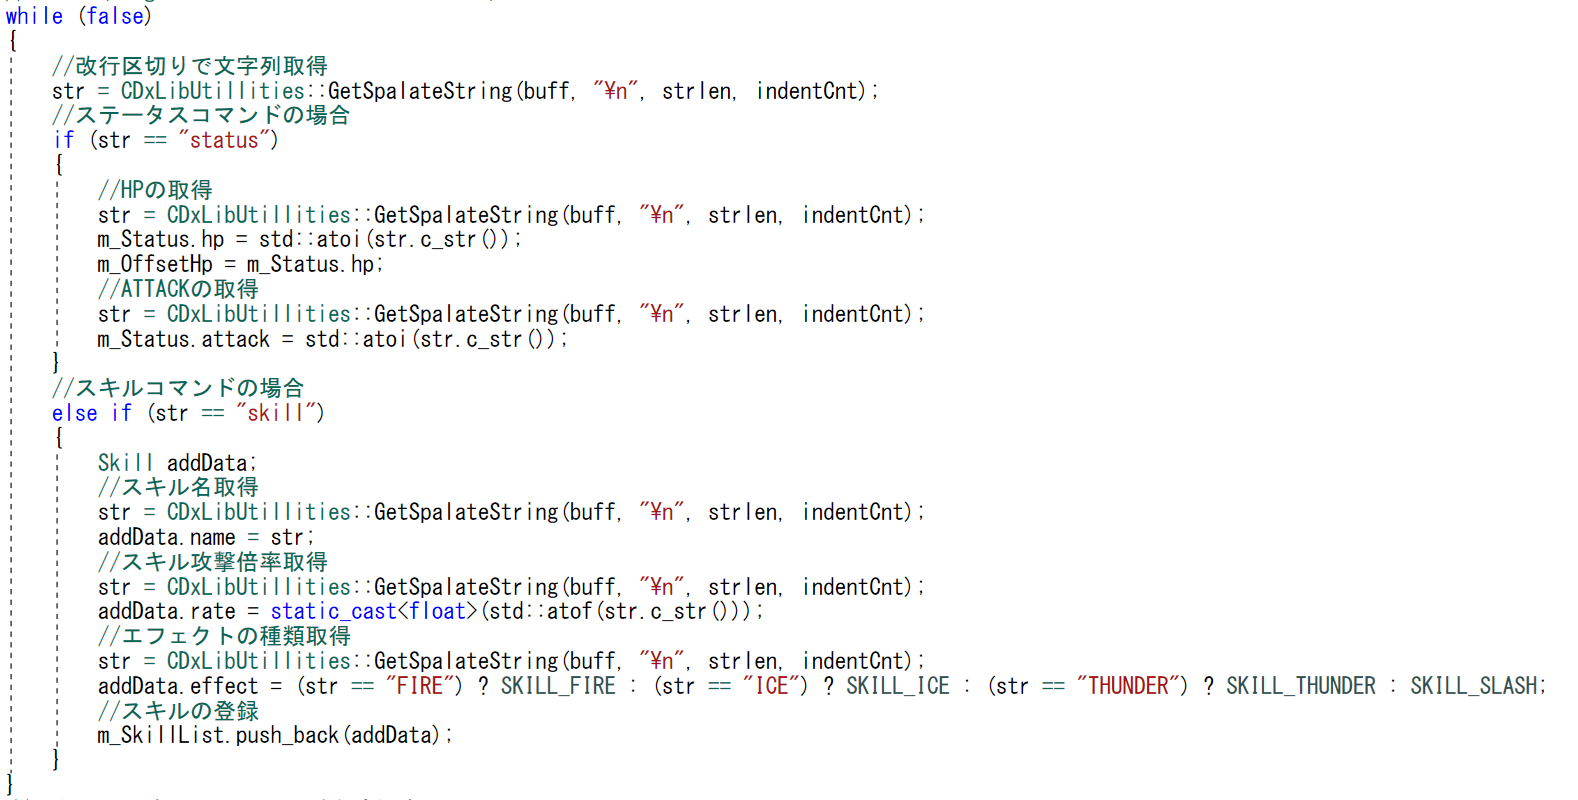 while (false)
{
//改行区切りで文字列取得
str = CDxLibUtillities::GetSpalateString(buff, "¥n", strlen, indentCnt);
//ステータスコマンドの場合
if (str == "status")
{
//HPの取得
str = CDxLibUtillities::GetSpalateString(buff, "¥n", strlen, indentCnt);
m_Status.hp = std::atoi(str.c_str());
m_OffsetHp = m_Status.hp;
//ATTACKの取得
str = CDxLibUtillities::GetSpalateString(buff, "¥n", strlen, indentCnt);
m_Status.attack = std::atoi(str.c_str());
}
//スキルコマンドの場合
else if (str == "skill")
{
Skill addData;
//スキル名取得
str = CDxLibUtillities::GetSpalateString(buff, "¥n", strlen, indentCnt);
addData.name = str;
//スキル攻撃倍率取得
str = CDxLibUtillities::GetSpalateString(buff, "¥n", strlen, indentCnt);
addData.rate = static_cast<float>(std::atof(str.c_str()));
//エフェクトの種類取得
str = CDxLibUtillities::GetSpalateString(buff, "¥n", strlen, indentCnt);
addData.effect = (str == "FIRE") ? SKILL_FIRE : (str == "ICE") ? SKILL_ICE : (str == "THUNDER") ? SKILL_THUNDER : SKILL_SLASH;
//スキルの登録
m_SkillList.push_back(addData);
}
}